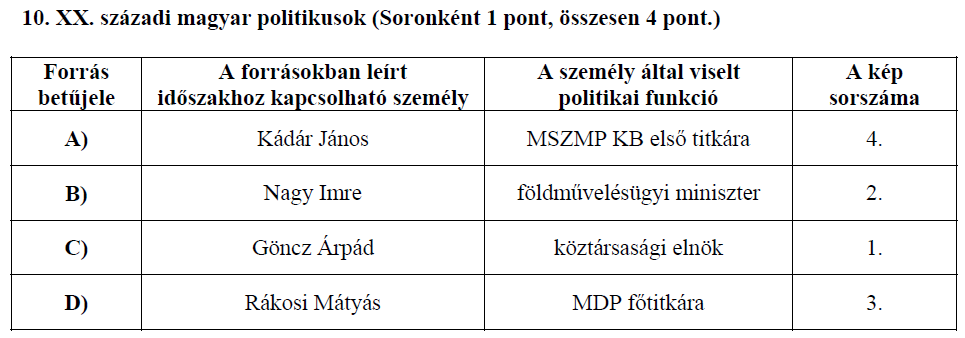 10. XX. századi magyar politikusok (Soronként 1 pont, összesen 4 pont.)
Forrás betűjele | A forrásokban leírt időszakhoz kapcsolható személy | A személy által viselt politikai funkció | A kép sorszáma
A) | Kádár János | MSZMP KB első titkára | 4.
B) | Nagy Imre | földművelésügyi miniszter | 2.
C) | Göncz Árpád | köztársasági elnök | 1.
D) | Rákosi Mátyás | MDP főtitkára | 3.